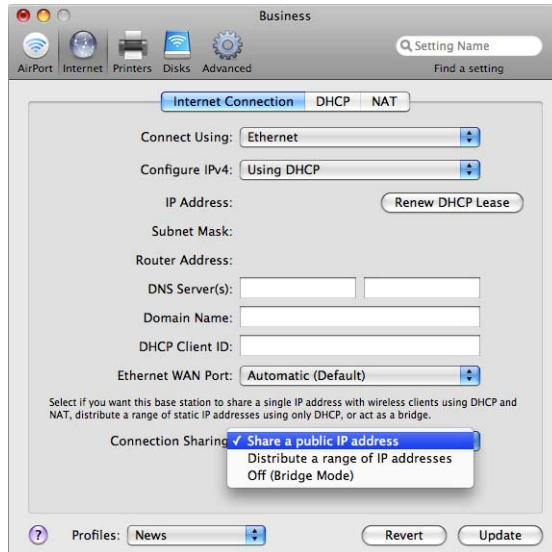 Business
Setting Name
AirPort Internet Printers Disks Advanced
Find a setting
Internet Connection DHCP NAT
Connect Using: Ethernet
Configure IPv4: Using DHCP
IP Address: Renew DHCP Lease
Subnet Mask:
Router Address:
DNS Server(s):
Domain Name:
DHCP Client ID:
Ethernet WAN Port: Automatic (Default)
Select if you want this base station to share a single IP address with wireless clients using DHCP and
NAT, distribute a range of static IP addresses using only DHCP, or act as a bridge.
Connection Sharing ✓ Share a public IP address
Distribute a range of IP addresses
Off (Bridge Mode)
? Profiles: News Revert Update